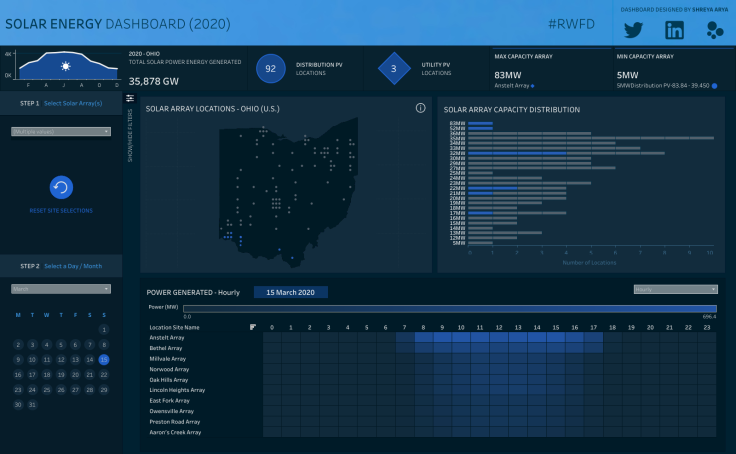 DASHBOARD DESIGNED BY SHREYA ARYA
SOLAR ENERGY DASHBOARD (2020)
#RWFD
4K
0K
F A J A O D
2020 - OHIO
TOTAL SOLAR POWER ENERGY GENERATED
35,878 GW
92
DISTRIBUTION PV
LOCATIONS
3
UTILITY PV
LOCATIONS
MAX CAPACITY ARRAY
83MW
Anstelt Array
MIN CAPACITY ARRAY
5MW
5MWDistribution PV-83.84 - 39.450
STEP 1 Select Solar Array(s)
(Multiple values)
RESET SITE SELECTIONS
STEP 2 Select a Day / Month
March
M T W T F S S
1
2 3 4 5 6 7 8
9 10 11 12 13 14 15
16 17 18 19 20 21 22
23 24 25 26 27 28 29
30 31
SHOW/HIDE FILTERS
SOLAR ARRAY LOCATIONS - OHIO (U.S.)
SOLAR ARRAY CAPACITY DISTRIBUTION
83MW
52MW
36MW
35MW
34MW
33MW
32MW
30MW
29MW
27MW
25MW
24MW
23MW
22MW
21MW
20MW
19MW
18MW
17MW
16MW
15MW
14MW
13MW
12MW
5MW
0 1 2 3 4 5 6 7 8 9 10
Number of Locations
POWER GENERATED - Hourly
15 March 2020
Hourly
Power (MW)
0.0
696.4
Location Site Name
0 1 2 3 4 5 6 7 8 9 10 11 12 13 14 15 16 17 18 19 20 21 22 23
Anstelt Array
Bethel Array
Millvale Array
Norwood Array
Oak Hills Array
Lincoln Heights Array
East Fork Array
Owensville Array
Preston Road Array
Aaron's Creek Array